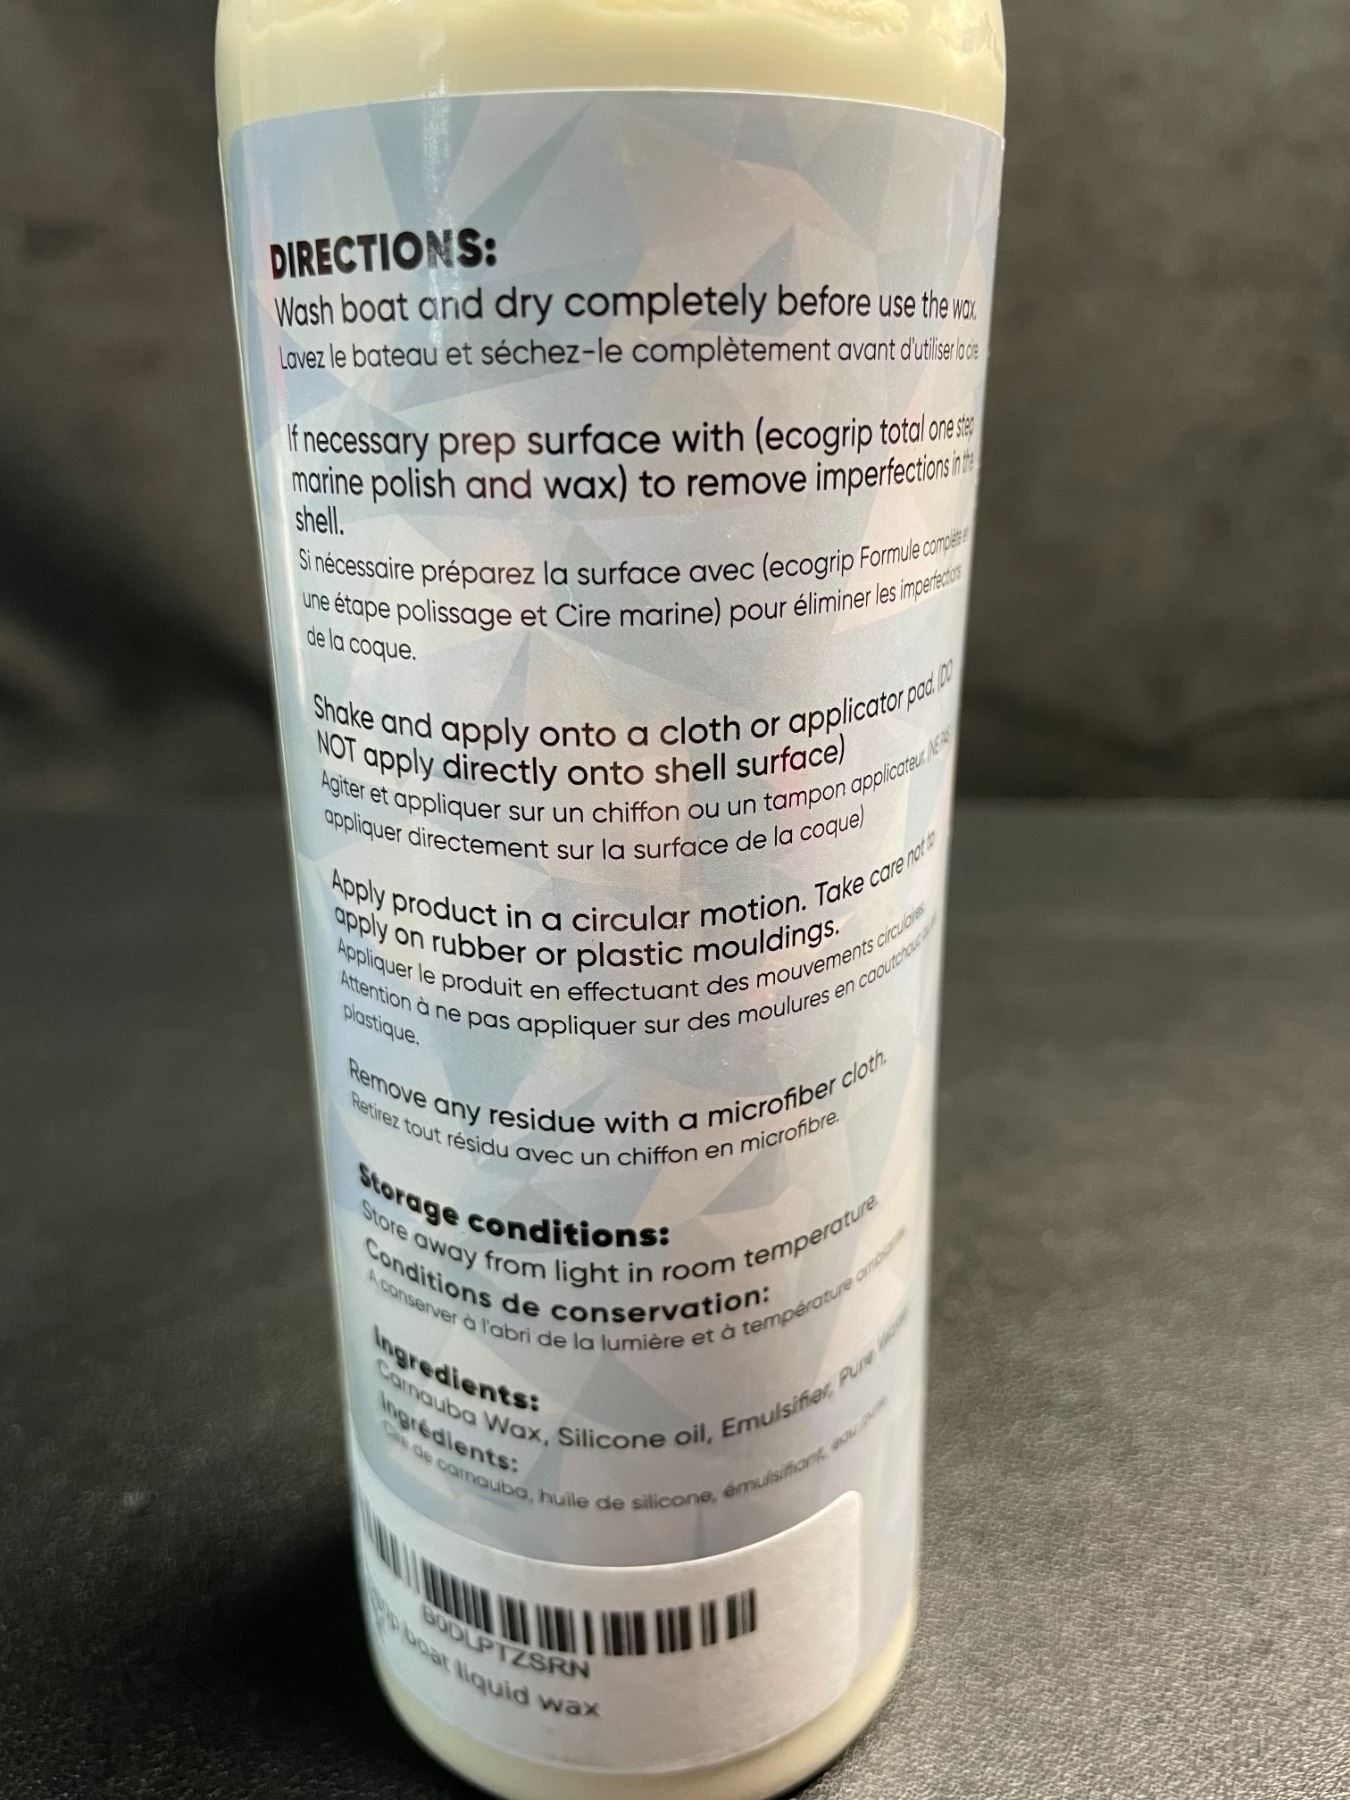 DIRECTIONS:
Wash boat and dry completely before use the wax.
Lavez le bateau et séchez-le complètement avant d'utiliser la cire
If necessary prep surface with (ecogrip total one step
marine polish and wax) to remove imperfections in the
shell.
Si nécessaire préparez la surface avec (ecogrip Formule complète en
une étape polissage et Cire marine) pour éliminer les imperfections
de la coque.
Shake and apply onto a cloth or applicator pad. (DO
NOT apply directly onto shell surface)
Agiter et appliquer sur un chiffon ou un tampon applicateur. (NE PAS
appliquer directement sur la surface de la coque)
Apply product in a circular motion. Take care not to
apply on rubber or plastic mouldings.
Appliquer le produit en effectuant des mouvements circulaires.
Attention à ne pas appliquer sur des moulures en caoutchouc
plastique.
Remove any residue with a microfiber cloth.
Retirez tout résidu avec un chiffon en microfibre.
Storage conditions:
Store away from light in room temperature.
Conditions de conservation:
A conserver à l'abri de la lumière et à température ambiante.
Ingredients:
Carnauba Wax, Silicone oil, Emulsifier, Pure Water
Ingrédients:
Cire de carnauba, huile de silicone, émulsifiant, eau pure.
B0DLPTZSRN
boat liquid wax